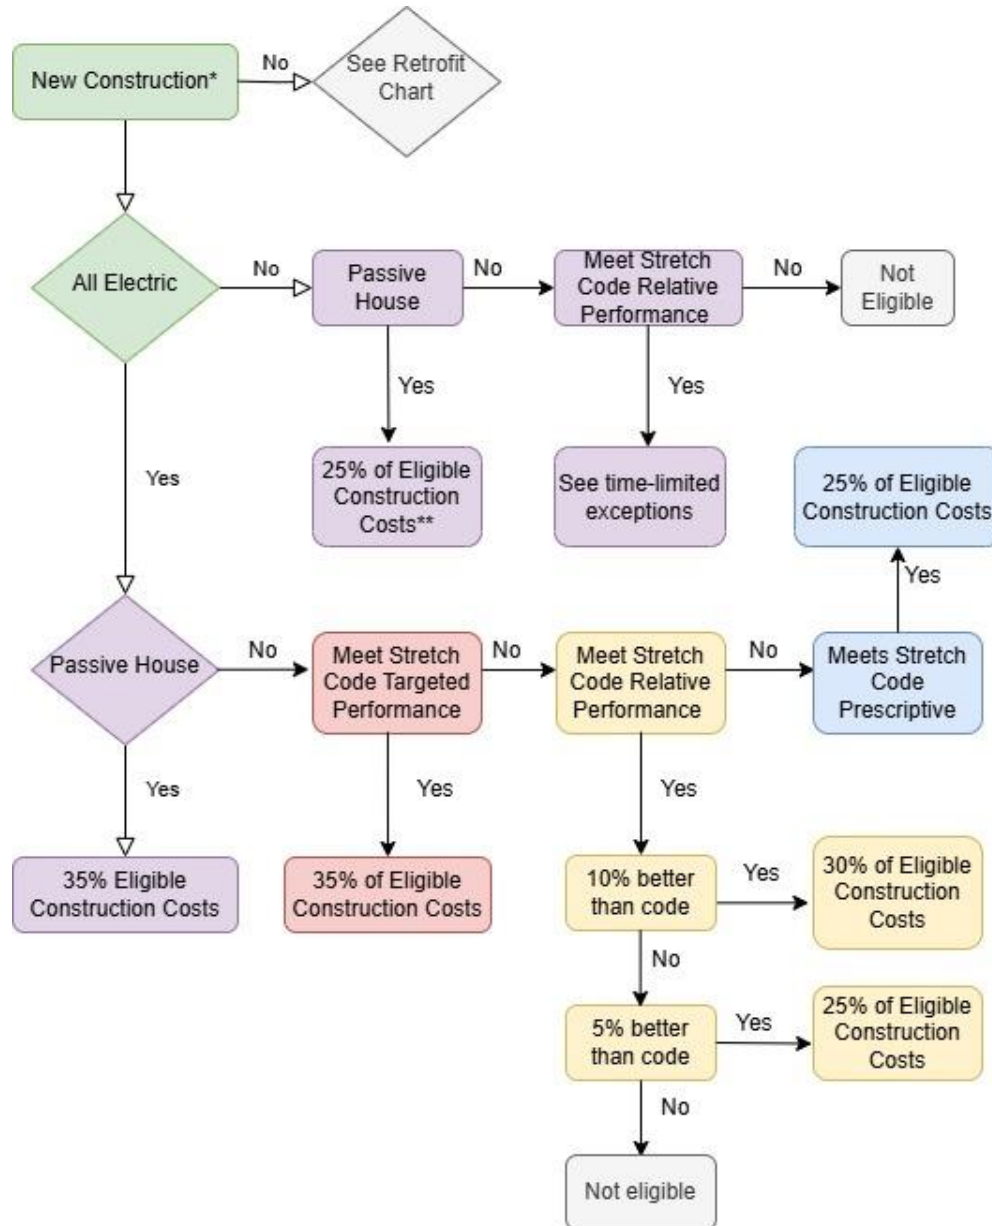 New Construction*
No
See Retrofit
Chart
All Electric
No
Passive
House
No
Meet Stretch
Code Relative
Performance
No
Not
Eligible
Yes
Yes
Yes
25% of Eligible
Construction
Costs**
See time-limited
exceptions
25% of Eligible
Construction Costs
Yes
Passive House
No
Meet Stretch
Code Targeted
Performance
No
Meet Stretch
Code Relative
Performance
No
Meets Stretch
Code
Prescriptive
Yes
Yes
Yes
35% Eligible
Construction Costs
35% of Eligible
Construction Costs
10% better
than code
Yes
30% of Eligible
Construction
Costs
No
5% better
than code
Yes
25% of Eligible
Construction
Costs
No
Not eligible